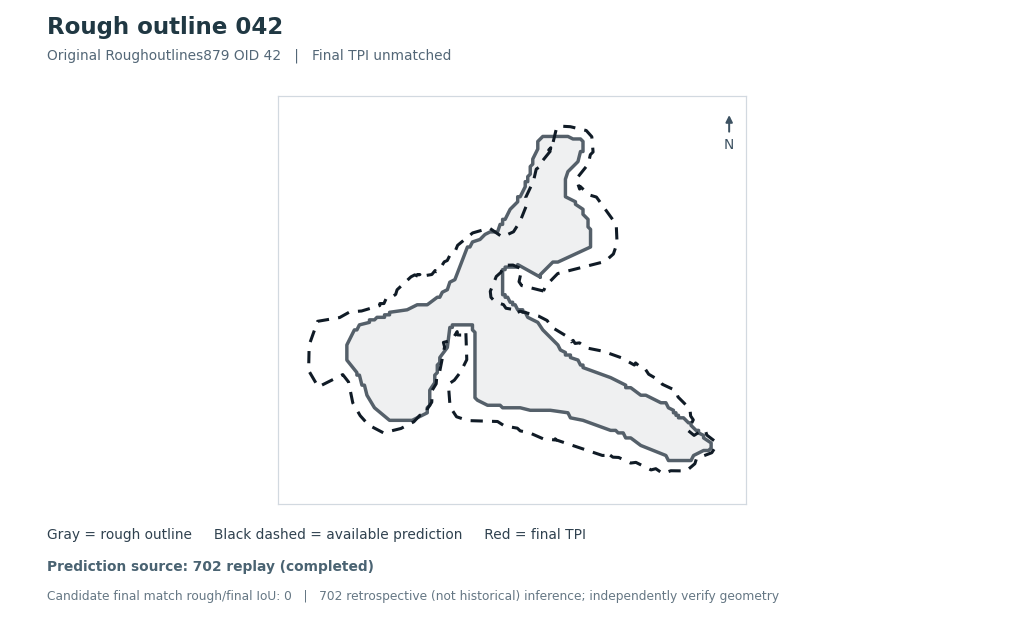 Rough outline 042
Original Roughoutlines879 OID 42   |   Final TPI unmatched
N
Gray = rough outline     Black dashed = available prediction     Red = final TPI
Prediction source: 702 replay (completed)
Candidate final match rough/final IoU: 0   |   702 retrospective (not historical) inference; independently verify geometry